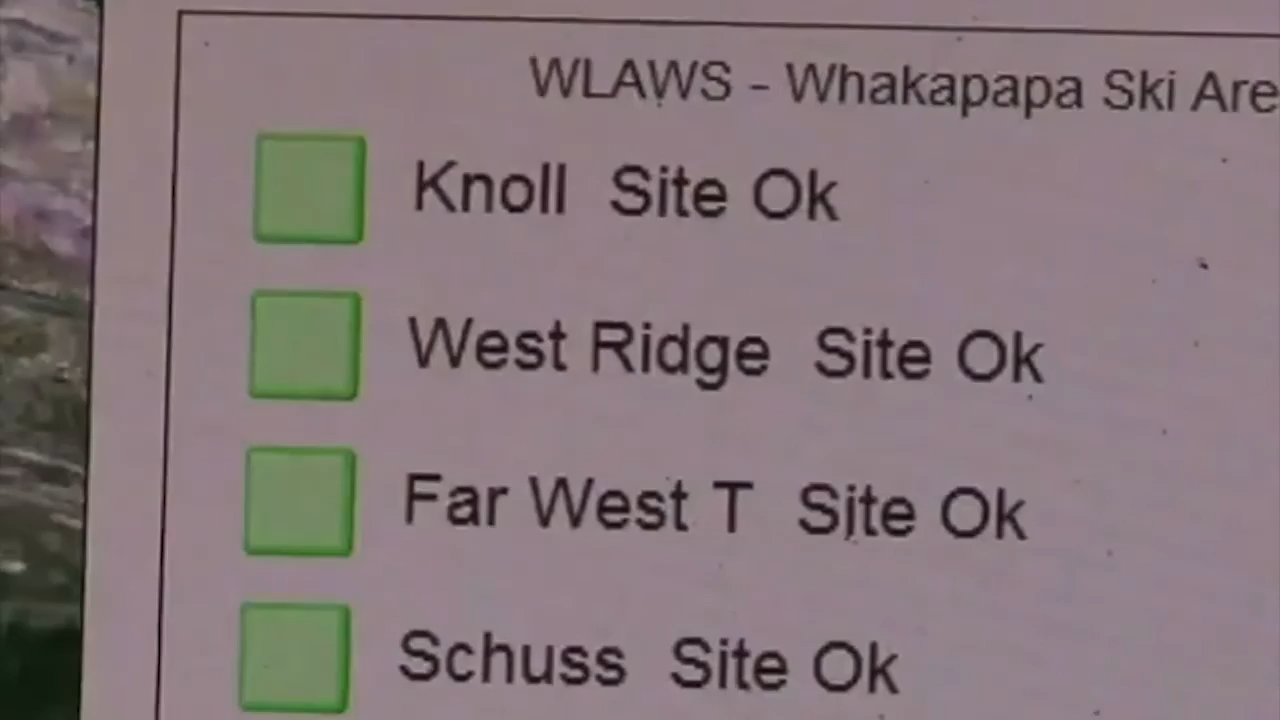 WLAWS - Whakapapa Ski Are
Knoll Site Ok
West Ridge Site Ok
Far West T Site Ok
Schuss Site Ok